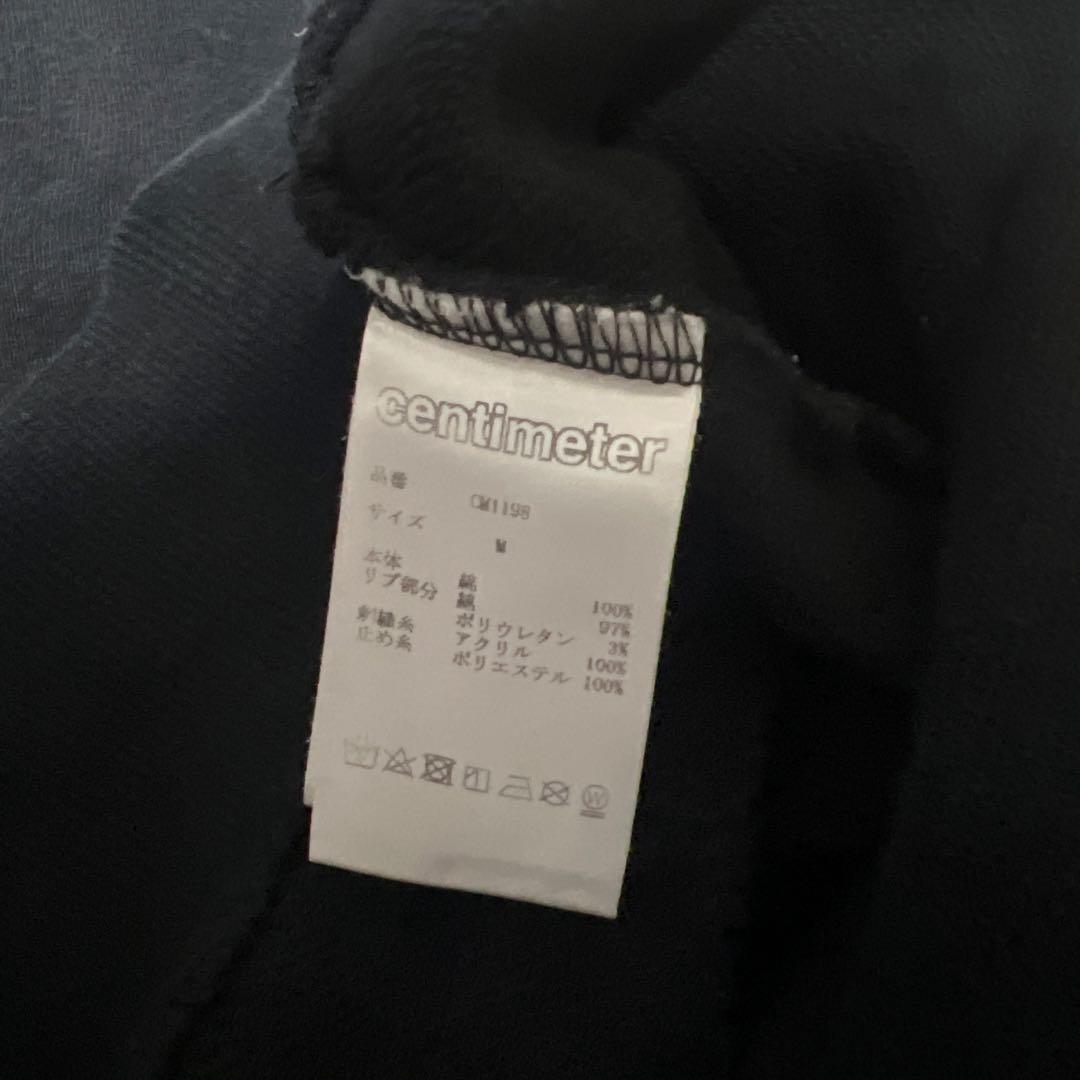 centimeter
品番 CM1198
サイズ M
本体 綿 100%
リブ部分 綿 97%
ポリウレタン 3%
刺繍糸 アクリル 100%
止め糸 ポリエステル 100%
W